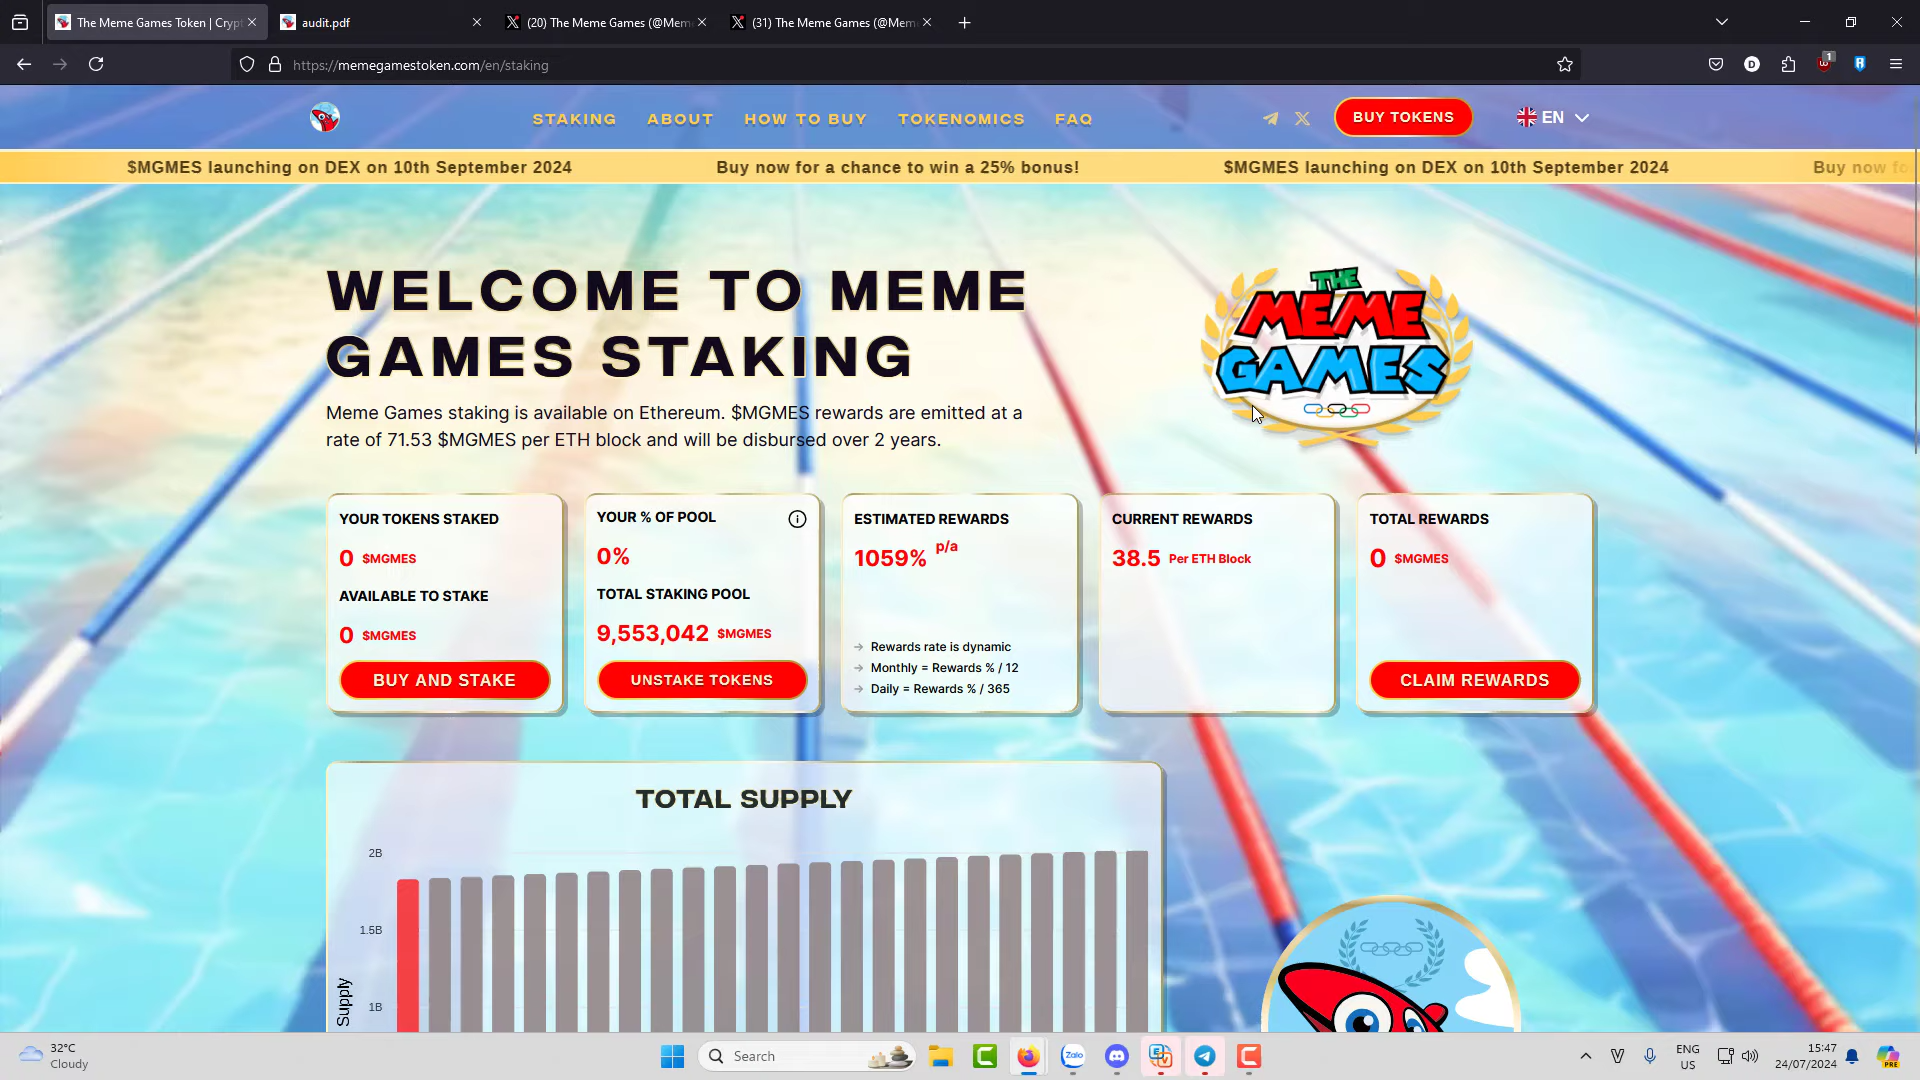 The Meme Games Token | Cryp
audit.pdf
(20) The Meme Games (@Mem
(31) The Meme Games (@Mem
https://memegamestoken.com/en/staking
1
STAKING
ABOUT
HOW TO BUY
TOKENOMICS
FAQ
BUY TOKENS
EN
$MGMES launching on DEX on 10th September 2024
Buy now for a chance to win a 25% bonus!
$MGMES launching on DEX on 10th September 2024
Buy now fo
WELCOME TO MEME
GAMES STAKING
THE
MEME
GAMES
Meme Games staking is available on Ethereum. $MGMES rewards are emitted at a
rate of 71.53 $MGMES per ETH block and will be disbursed over 2 years.
YOUR TOKENS STAKED
0 $MGMES
AVAILABLE TO STAKE
0 $MGMES
BUY AND STAKE
YOUR % OF POOL
0%
TOTAL STAKING POOL
9,553,042 $MGMES
UNSTAKE TOKENS
ESTIMATED REWARDS
1059% p/a
Rewards rate is dynamic
Monthly = Rewards % / 12
Daily = Rewards % / 365
CURRENT REWARDS
38.5 Per ETH Block
TOTAL REWARDS
0 $MGMES
CLAIM REWARDS
TOTAL SUPPLY
2B
1.5B
1B
Supply
32°C
Cloudy
Search
Zalo
ENG
US
15:47
24/07/2024
PRE